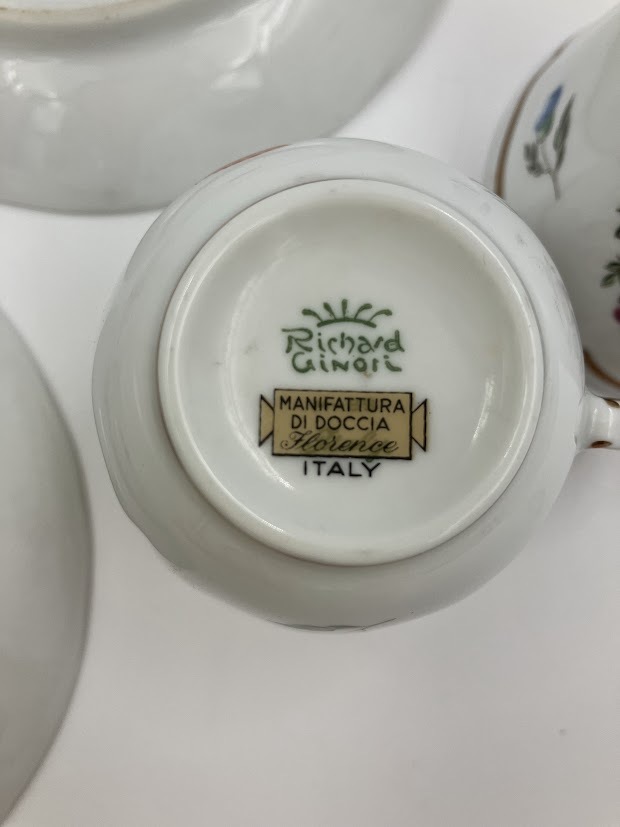 Richard
GINORI
MANIFATTURA
DI DOCCIA
Florence
ITALY